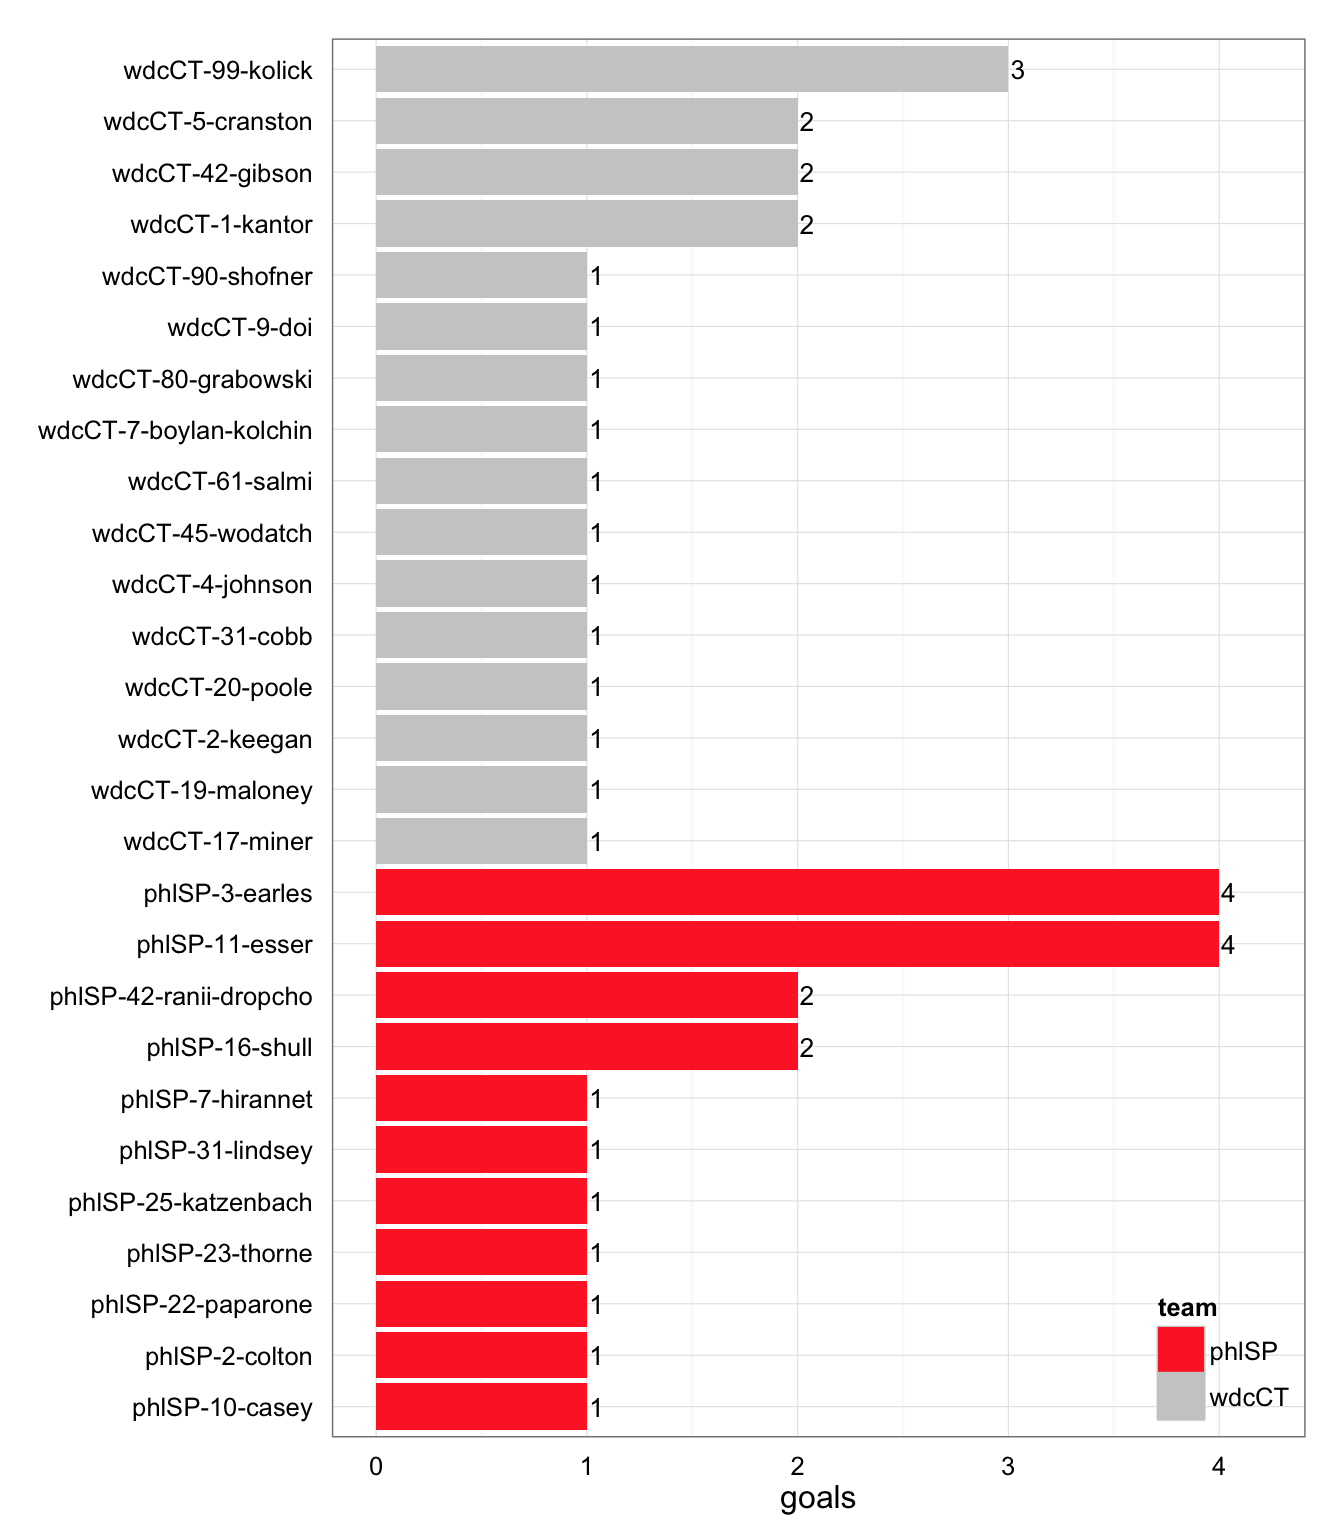 wdcCT-99-kolick 3
wdcCT-5-cranston 2
wdcCT-42-gibson 2
wdcCT-1-kantor 2
wdcCT-90-shofner 1
wdcCT-9-doi 1
wdcCT-80-grabowski 1
wdcCT-7-boylan-kolchin 1
wdcCT-61-salmi 1
wdcCT-45-wodatch 1
wdcCT-4-johnson 1
wdcCT-31-cobb 1
wdcCT-20-poole 1
wdcCT-2-keegan 1
wdcCT-19-maloney 1
wdcCT-17-miner 1
phlSP-3-earles 4
phlSP-11-esser 4
phlSP-42-ranii-dropcho 2
phlSP-16-shull 2
phlSP-7-hirannet 1
phlSP-31-lindsey 1
phlSP-25-katzenbach 1
phlSP-23-thorne 1
phlSP-22-paparone 1
phlSP-2-colton 1
phlSP-10-casey 1
team
phlSP
wdcCT
0 1 2 3 4
goals